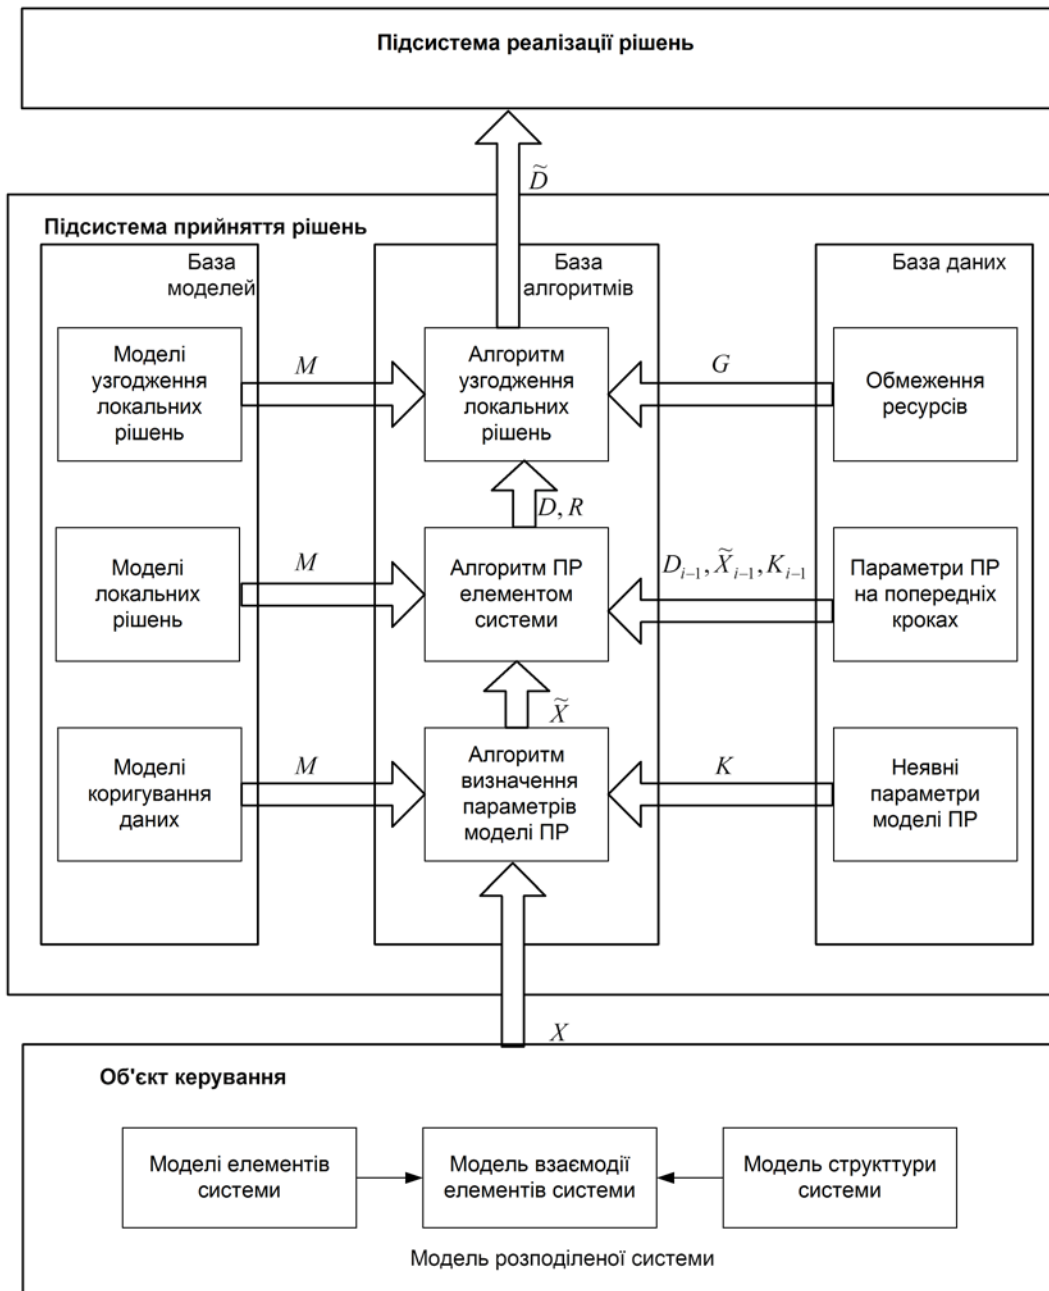 Підсистема реалізації рішень
D̃
Підсистема прийняття рішень
База
моделей
База
алгоритмів
База даних
Моделі
узгодження
локальних
рішень
M
Алгоритм
узгодження
локальних
рішень
G
Обмеження
ресурсів
D, R
Моделі
локальних
рішень
M
Алгоритм ПР
елементом
системи
D_{i−1}, X̃_{i−1}, K_{i−1}
Параметри ПР
на попередніх
кроках
X̃
Моделі
коригування
даних
M
Алгоритм
визначення
параметрів
моделі ПР
K
Неявні
параметри
моделі ПР
X
Об'єкт керування
Моделі елементів
системи
Модель взаємодії
елементів системи
Модель структтури
системи
Модель розподіленої системи